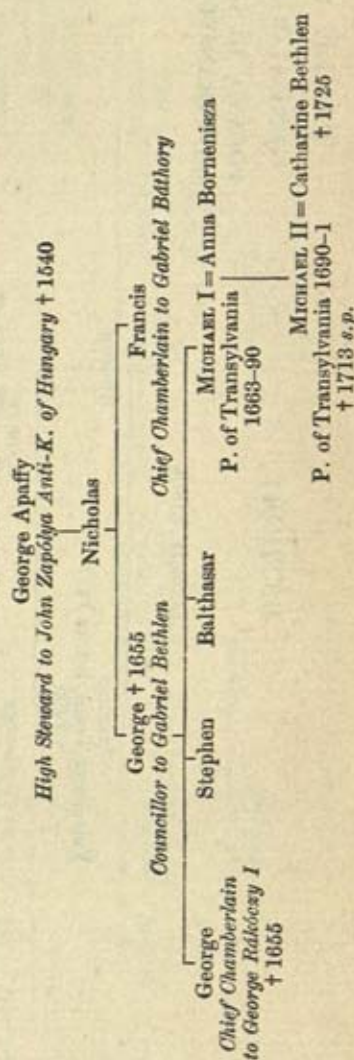 George Apaffy
High Steward to John Zapólya Anti-K. of Hungary † 1540
Nicholas
George † 1655
Councillor to Gabriel Bethlen
Francis
Chief Chamberlain to Gabriel Báthory
George
Chief Chamberlain
to George Rákóczy I
† 1655
Stephen
Balthasar
MICHAEL I = Anna Bornenisza
P. of Transylvania
1663–90
MICHAEL II = Catharine Bethlen
P. of Transylvania 1690–1 † 1725
† 1713 s.p.